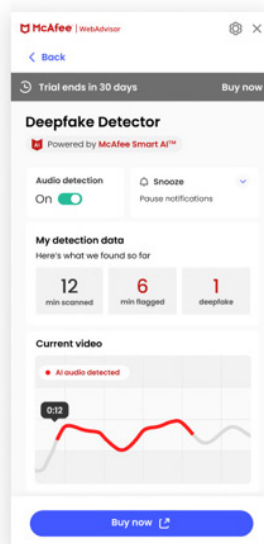 McAfee | WebAdvisor
Back
Trial ends in 30 days Buy now
Deepfake Detector
AI Powered by McAfee Smart AI™
Audio detection
On
Snooze
Pause notifications
My detection data
Here's what we found so far
12
min scanned
6
min flagged
1
deepfake
Current video
AI audio detected
0:12
Buy now